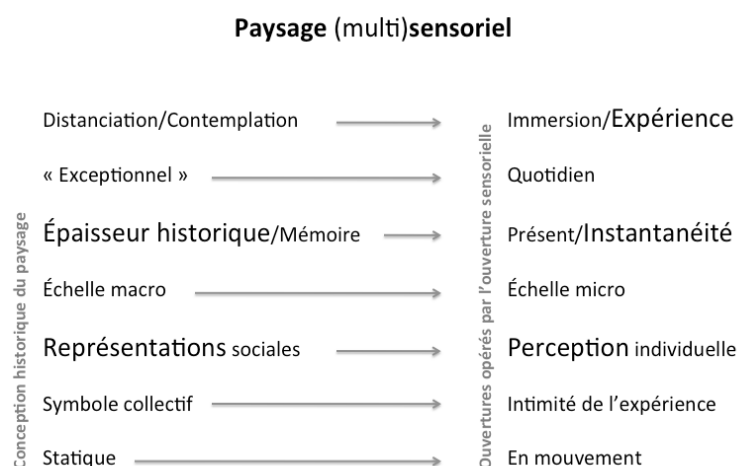 Paysage (multi)sensoriel
Distanciation/Contemplation
Immersion/Expérience
« Exceptionnel »
Quotidien
Épaisseur historique/Mémoire
Présent/Instantanéité
Échelle macro
Échelle micro
Représentations sociales
Perception individuelle
Symbole collectif
Intimité de l’expérience
Statique
En mouvement
Conception historique du paysage
Ouvertures opérés par l’ouverture sensorielle